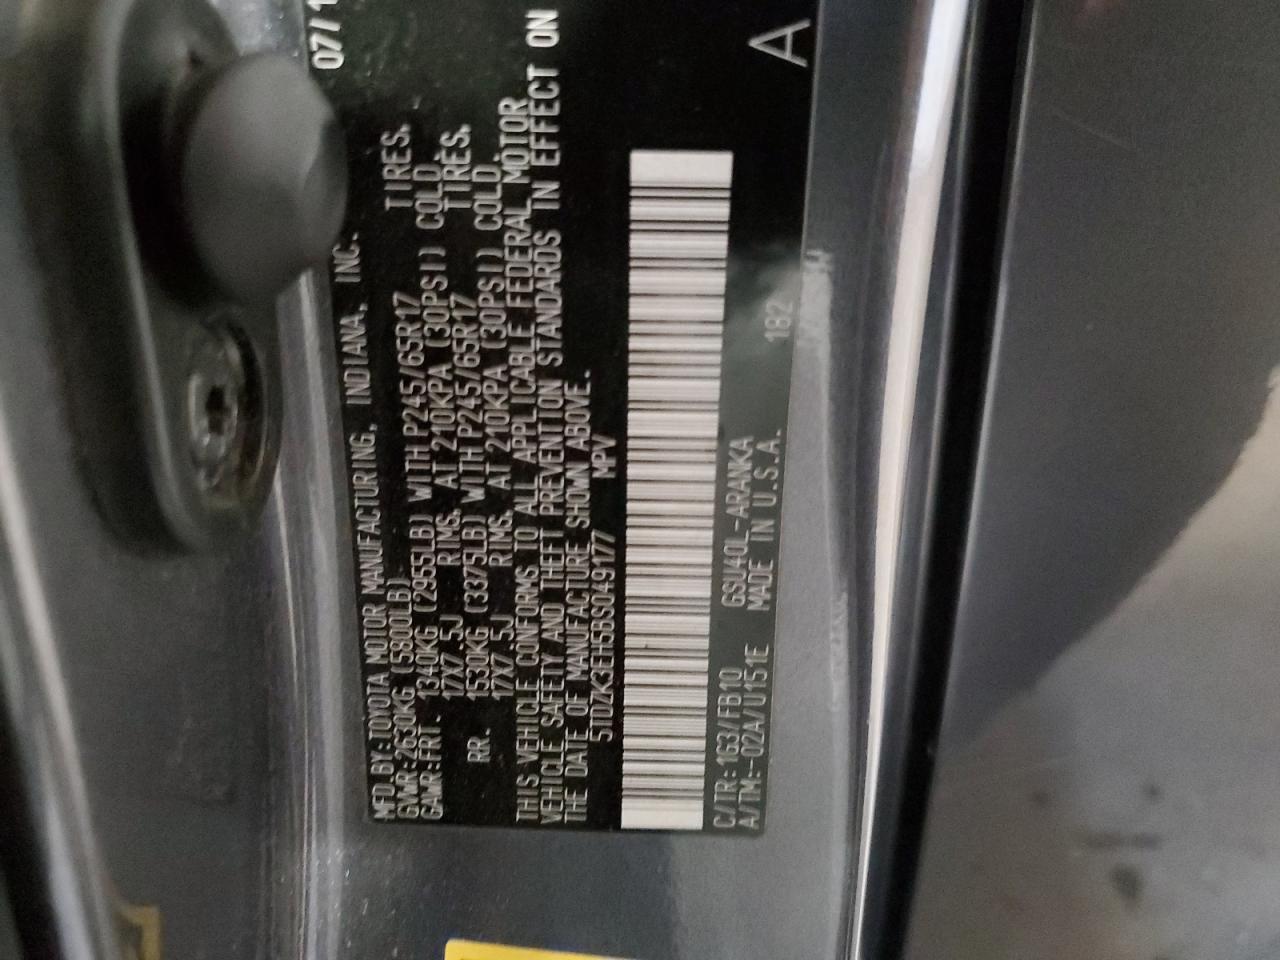 07/1
MFD.BY:TOYOTA MOTOR MANUFACTURING, INDIANA, INC.
GVWR:2630KG (5800LB)
GAWR:FRT. 1340KG (2955LB) WITH P245/65R17 TIRES,
17X7.5J RIMS, AT 210KPA (30PSI) COLD.
RR. 1530KG (3375LB) WITH P245/65R17 TIRES,
17X7.5J RIMS, AT 210KPA (30PSI) COLD.
THIS VEHICLE CONFORMS TO ALL APPLICABLE FEDERAL MOTOR
VEHICLE SAFETY AND THEFT PREVENTION STANDARDS IN EFFECT ON
THE DATE OF MANUFACTURE SHOWN ABOVE.
5TDZK3EH5BS049177 MPV
C/TR:1G3/FB10 GSU40L-ARANKA 182 A
A/TM:-02A/U151E MADE IN U.S.A.